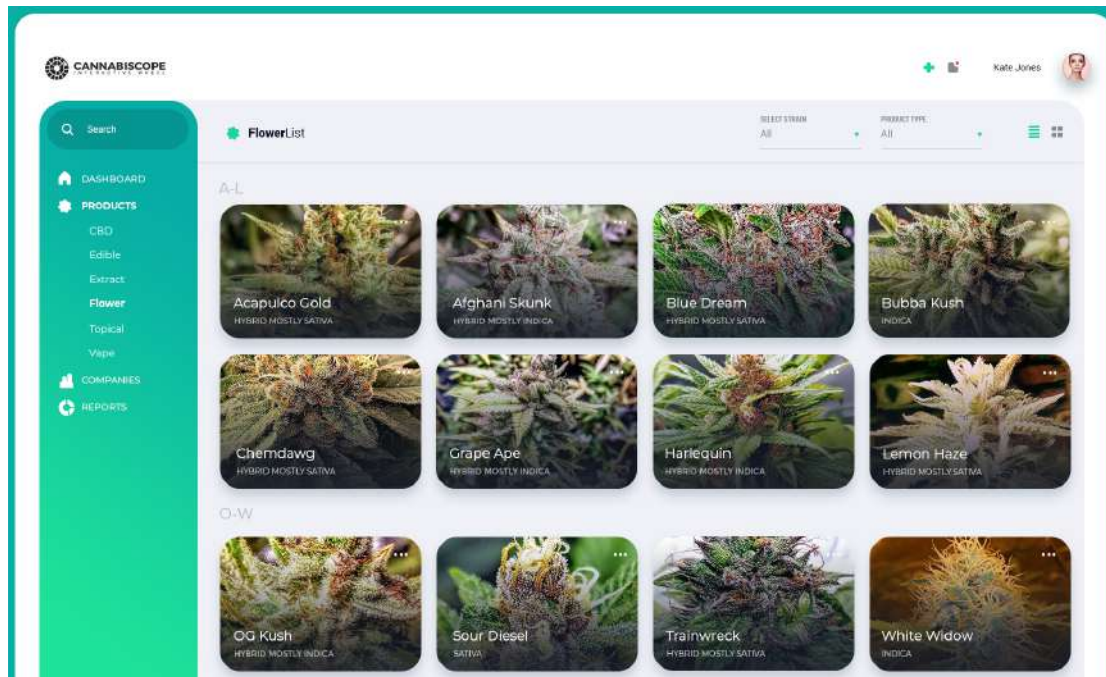 CANNABISCOPE
INTERACTIVE WHEEL
Kate Jones
Search
DASHBOARD
PRODUCTS
CBD
Edible
Extract
Flower
Topical
Vape
COMPANIES
REPORTS
FlowerList
SELECT STRAIN
All
PRODUCT TYPE
All
A-L
Acapulco Gold
HYBRID MOSTLY SATIVA
Afghani Skunk
HYBRID MOSTLY INDICA
Blue Dream
HYBRID MOSTLY SATIVA
Bubba Kush
INDICA
Chemdawg
HYBRID MOSTLY SATIVA
Grape Ape
HYBRID MOSTLY INDICA
Harlequin
HYBRID MOSTLY INDICA
Lemon Haze
HYBRID MOSTLY SATIVA
O-W
OG Kush
HYBRID MOSTLY INDICA
Sour Diesel
SATIVA
Trainwreck
HYBRID MOSTLY SATIVA
White Widow
INDICA